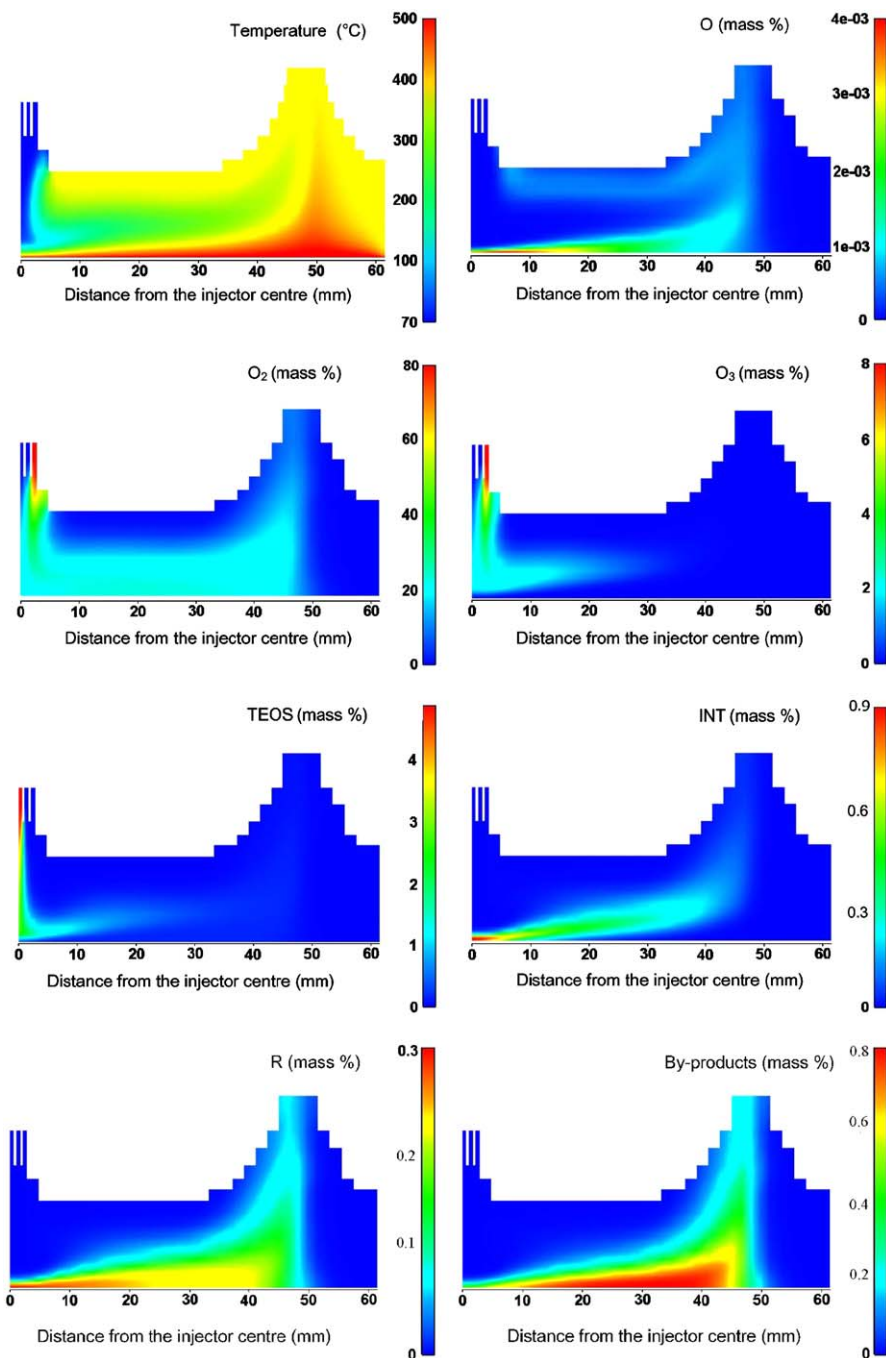 Temperature (°C)
500
400
300
200
100
70
0 10 20 30 40 50 60
Distance from the injector centre (mm)
O (mass %)
4e-03
3e-03
2e-03
1e-03
0
0 10 20 30 40 50 60
Distance from the injector centre (mm)
O₂ (mass %)
80
60
40
20
0
0 10 20 30 40 50 60
Distance from the injector centre (mm)
O₃ (mass %)
8
6
4
2
0
0 10 20 30 40 50 60
Distance from the injector centre (mm)
TEOS (mass %)
4
3
2
1
0
0 10 20 30 40 50 60
Distance from the injector centre (mm)
INT (mass %)
0.9
0.6
0.3
0
0 10 20 30 40 50 60
Distance from the injector centre (mm)
R (mass %)
0.3
0.2
0.1
0
0 10 20 30 40 50 60
Distance from the injector centre (mm)
By-products (mass %)
0.8
0.6
0.4
0.2
0
0 10 20 30 40 50 60
Distance from the injector centre (mm)